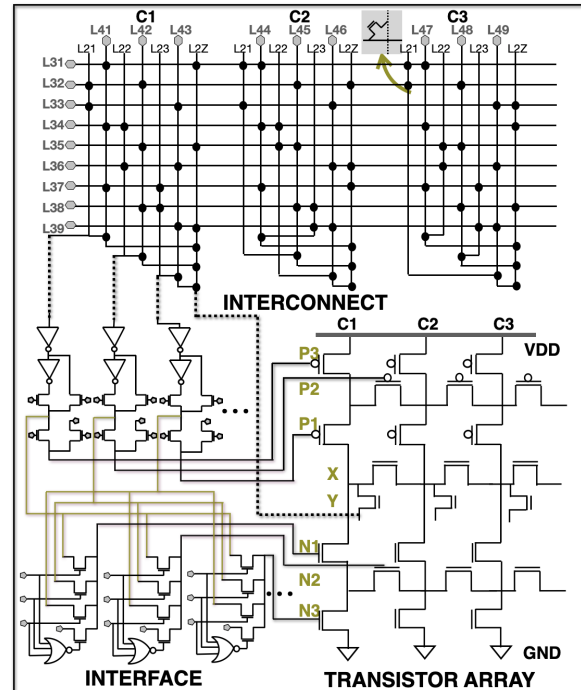 C1 C2 C3
L41 L42 L43 L44 L45 L46 L47 L48 L49
L21 L22 L23 L2Z L21 L22 L23 L2Z L21 L22 L23 L2Z
L31
L32
L33
L34
L35
L36
L37
L38
L39
INTERCONNECT
C1 C2 C3
VDD
P3
P2
P1
X
Y
N1
N2
N3
GND
INTERFACE
TRANSISTOR ARRAY